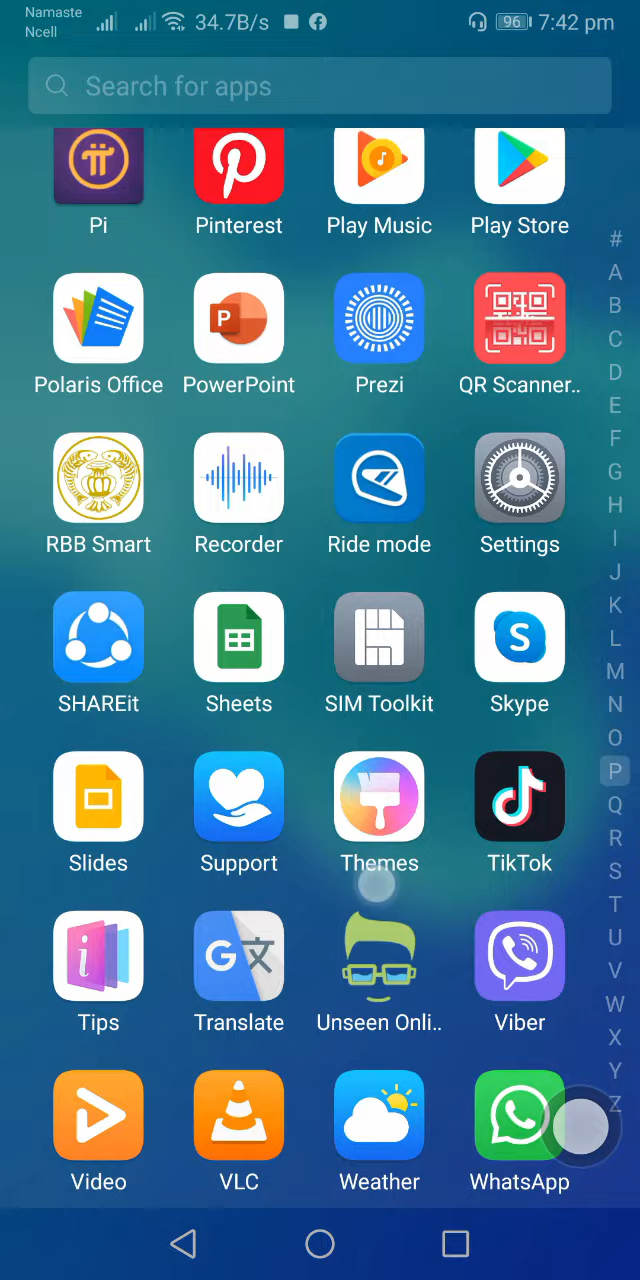 Namaste
Ncell
34.7B/s
96
7:42 pm
Search for apps
Pi
Pinterest
Play Music
Play Store
Polaris Office
PowerPoint
Prezi
QR Scanner..
RBB Smart
Recorder
Ride mode
Settings
SHAREit
Sheets
SIM Toolkit
Skype
Slides
Support
Themes
TikTok
Tips
Translate
Unseen Onli..
Viber
Video
VLC
Weather
WhatsApp
#
A
B
C
D
E
F
G
H
I
J
K
L
M
N
O
P
Q
R
S
T
U
V
W
X
Y
Z